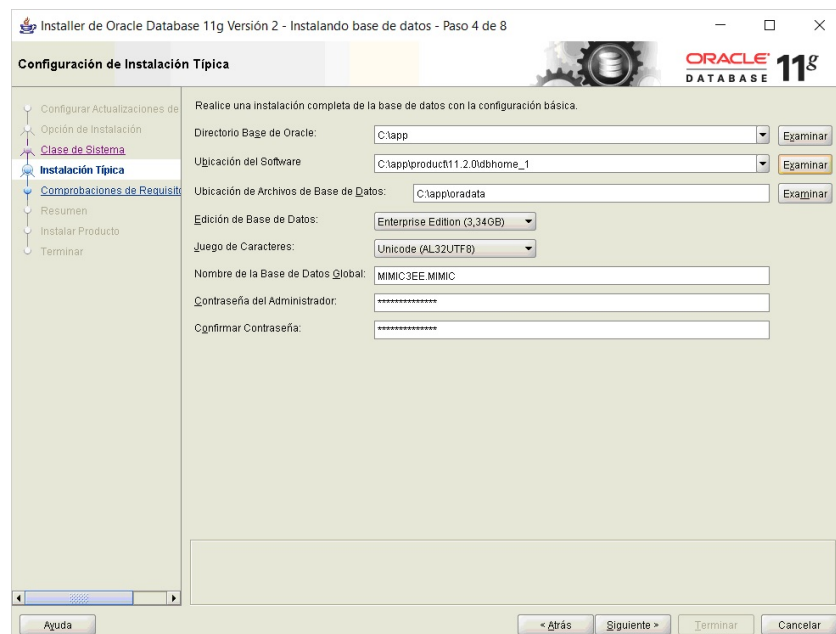 Installer de Oracle Database 11g Versión 2 - Instalando base de datos - Paso 4 de 8
Configuración de Instalación Típica
ORACLE DATABASE 11g
Configurar Actualizaciones de
Opción de Instalación
Clase de Sistema
Instalación Típica
Comprobaciones de Requisito
Resumen
Instalar Producto
Terminar
Realice una instalación completa de la base de datos con la configuración básica.
Directorio Base de Oracle: C:\app Examinar
Ubicación del Software C:\app\product\11.2.0\dbhome_1 Examinar
Ubicación de Archivos de Base de Datos: C:\app\oradata Examinar
Edición de Base de Datos: Enterprise Edition (3,34GB)
Juego de Caracteres: Unicode (AL32UTF8)
Nombre de la Base de Datos Global: MIMIC3EE.MIMIC
Contraseña del Administrador: *************
Confirmar Contraseña: *************
Ayuda < Atrás Siguiente > Terminar Cancelar